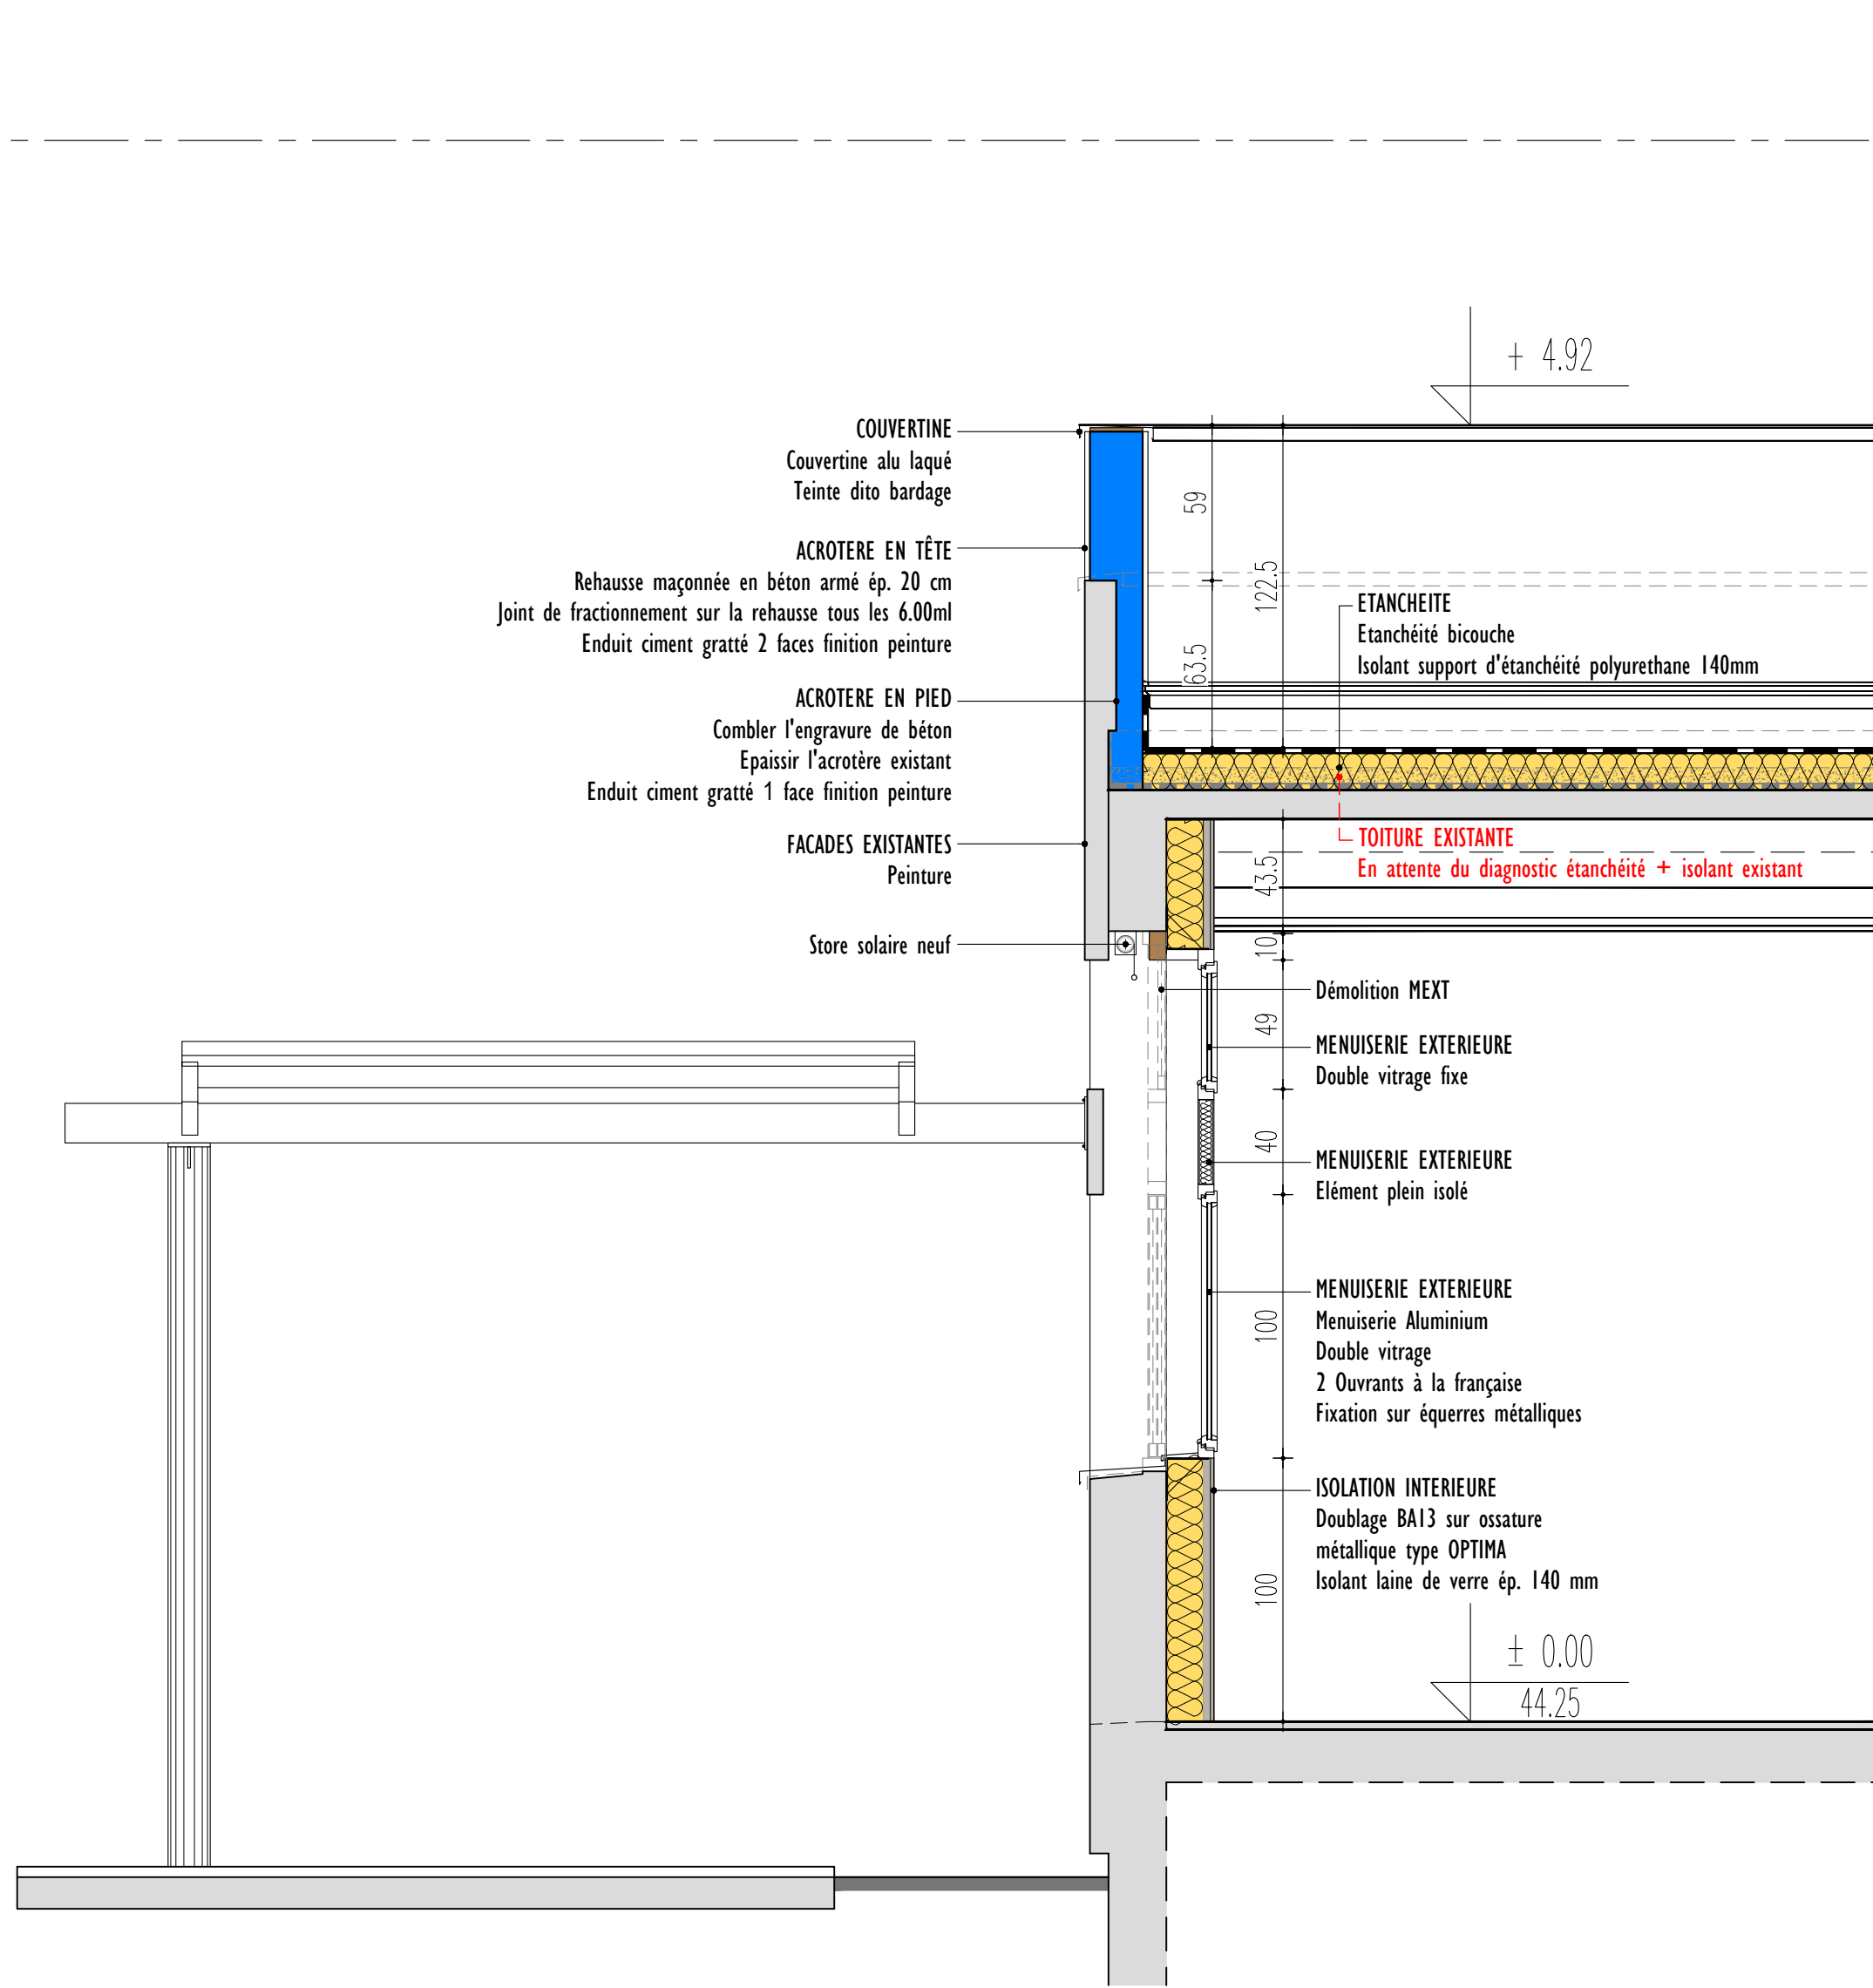 + 4.92
COUVERTINE
Couvertine alu laqué
Teinte dito bardage
ACROTERE EN TÊTE
Rehausse maçonnée en béton armé ép. 20 cm
Joint de fractionnement sur la rehausse tous les 6.00ml
Enduit ciment gratté 2 faces finition peinture
ACROTERE EN PIED
Combler l'engravure de béton
Epaissir l'acrotère existant
Enduit ciment gratté 1 face finition peinture
FACADES EXISTANTES
Peinture
Store solaire neuf
59
122.5
63.5
ETANCHEITE
Etanchéité bicouche
Isolant support d'étanchéité polyurethane 140mm
TOITURE EXISTANTE
En attente du diagnostic étanchéité + isolant existant
43.5
10
49
40
100
100
Démolition MEXT
MENUISERIE EXTERIEURE
Double vitrage fixe
MENUISERIE EXTERIEURE
Elément plein isolé
MENUISERIE EXTERIEURE
Menuiserie Aluminium
Double vitrage
2 Ouvrants à la française
Fixation sur équerres métalliques
ISOLATION INTERIEURE
Doublage BA13 sur ossature
métallique type OPTIMA
Isolant laine de verre ép. 140 mm
± 0.00
44.25